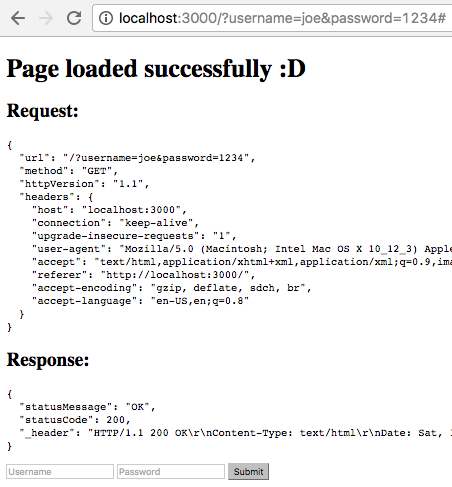 localhost:3000/?username=joe&password=1234#
Page loaded successfully :D
Request:
{
"url": "/?username=joe&password=1234",
"method": "GET",
"httpVersion": "1.1",
"headers": {
"host": "localhost:3000",
"connection": "keep-alive",
"upgrade-insecure-requests": "1",
"user-agent": "Mozilla/5.0 (Macintosh; Intel Mac OS X 10_12_3) Apple
"accept": "text/html,application/xhtml+xml,application/xml;q=0.9,ima
"referer": "http://localhost:3000/",
"accept-encoding": "gzip, deflate, sdch, br",
"accept-language": "en-US,en;q=0.8"
}
}
Response:
{
"statusMessage": "OK",
"statusCode": 200,
"_header": "HTTP/1.1 200 OK\r\nContent-Type: text/html\r\nDate: Sat,
}
Username Password Submit